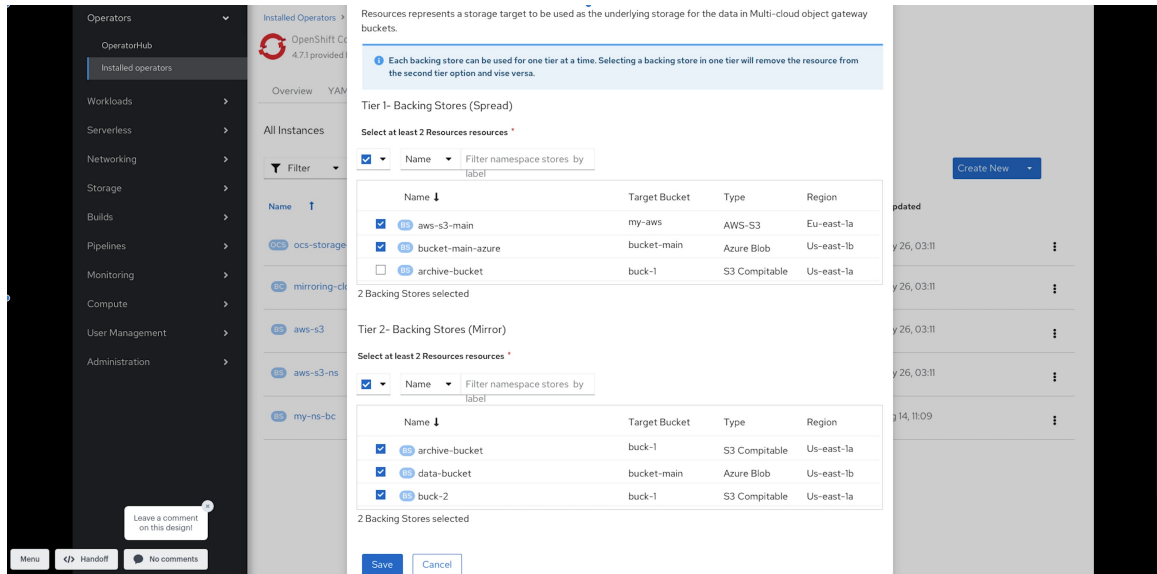 Operators
OperatorHub
Installed operators
Workloads
Serverless
Networking
Storage
Builds
Pipelines
Monitoring
Compute
User Management
Administration
Leave a comment
on this design!
Menu
</> Handoff
No comments
Installed Operators >
OpenShift
4.7.1 provided
Overview
All Instances
Filter
Name
OCS ocs-storage
BC
BS aws-s3
BS aws-s3-ns
BS my-ns-bc
Resources represents a storage target to be used as the underlying storage for the data in Multi-cloud object gateway
buckets.
Each backing store can be used for one tier at a time. Selecting a backing store in one tier will remove the resource from
the second tier option and vise versa.
Tier 1- Backing Stores (Spread)
Select at least 2 Resources resources *
Name Filter namespace stores by
label
Name Target Bucket Type Region
BS aws-s3-main my-aws AWS-S3 Eu-east-1a
BS bucket-main-azure bucket-main Azure Blob Us-east-1b
BS archive-bucket buck-1 S3 Compitable Us-east-1a
2 Backing Stores selected
Tier 2- Backing Stores (Mirror)
Select at least 2 Resources resources *
Name Filter namespace stores by
label
Name Target Bucket Type Region
BS archive-bucket buck-1 S3 Compitable Us-east-1a
BS data-bucket bucket-main Azure Blob Us-east-1b
BS buck-2 buck-1 S3 Compitable Us-east-1a
2 Backing Stores selected
Save Cancel
Create New
26, 03:11
26, 03:11
26, 03:11
26, 03:11
14, 11:09